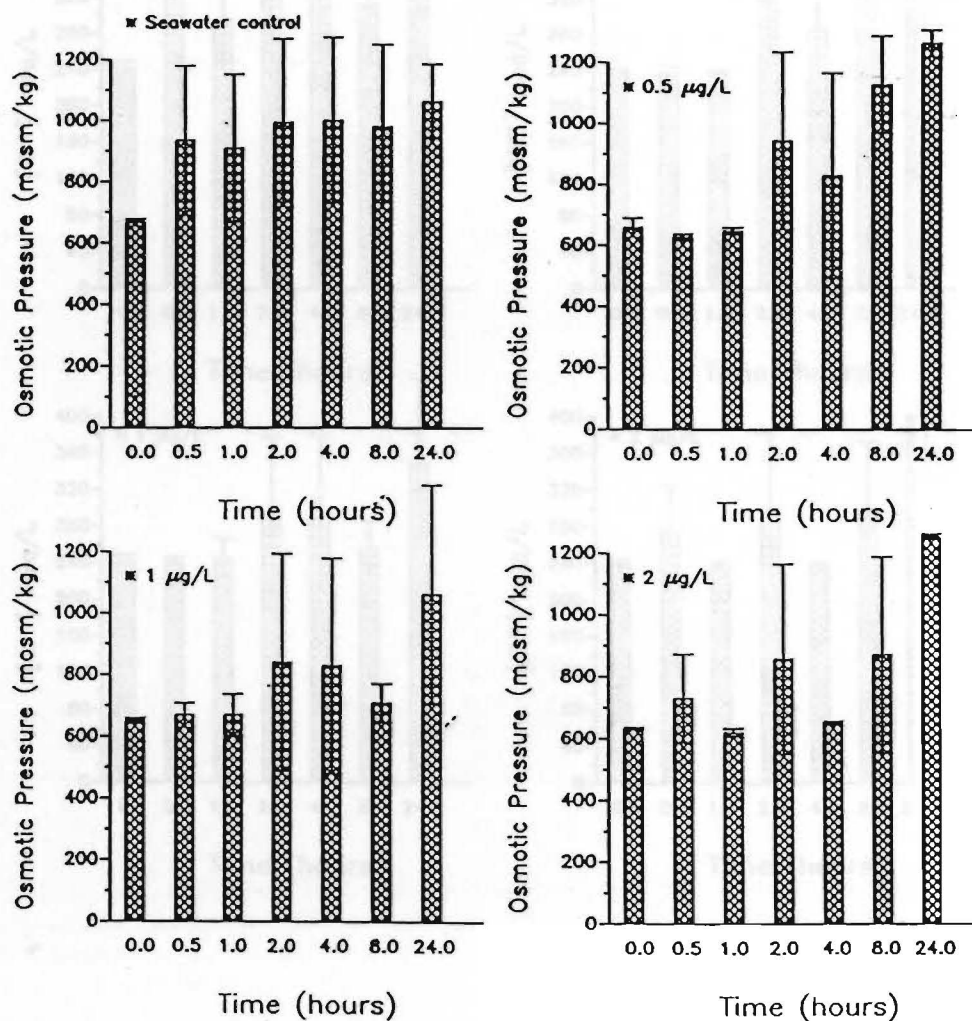 ✱ Seawater control
Osmotic Pressure (mosm/kg)
1200
1000
800
600
400
200
0
0.0 0.5 1.0 2.0 4.0 8.0 24.0
Time (hours)
✱ 0.5 µg/L
Osmotic Pressure (mosm/kg)
1200
1000
800
600
400
200
0
0.0 0.5 1.0 2.0 4.0 8.0 24.0
Time (hours)
✱ 1 µg/L
Osmotic Pressure (mosm/kg)
1200
1000
800
600
400
200
0
0.0 0.5 1.0 2.0 4.0 8.0 24.0
Time (hours)
✱ 2 µg/L
Osmotic Pressure (mosm/kg)
1200
1000
800
600
400
200
0
0.0 0.5 1.0 2.0 4.0 8.0 24.0
Time (hours)